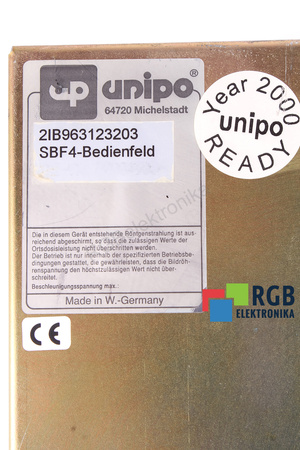 up unipo®
64720 Michelstadt
2IB963123203
SBF4-Bedienfeld
Year 2000
unipo
READY
Die in diesem Gerät entstehende Röntgenstrahlung ist aus-
reichend abgeschirmt, so dass die zulässigen Werte der
Ortsdosisleistung nicht überschritten werden.
Der Betrieb ist nur innerhalb der spezifizierten Betriebsbe-
dingungen gestattet, die gewährleisten, dass die Bildröh-
renspannung den höchstzulässigen Wert nicht über-
schreitet.
Beschleunigungsspannung max.:
Made in W.-Germany
CE
RGB
ELEKTRONIKA